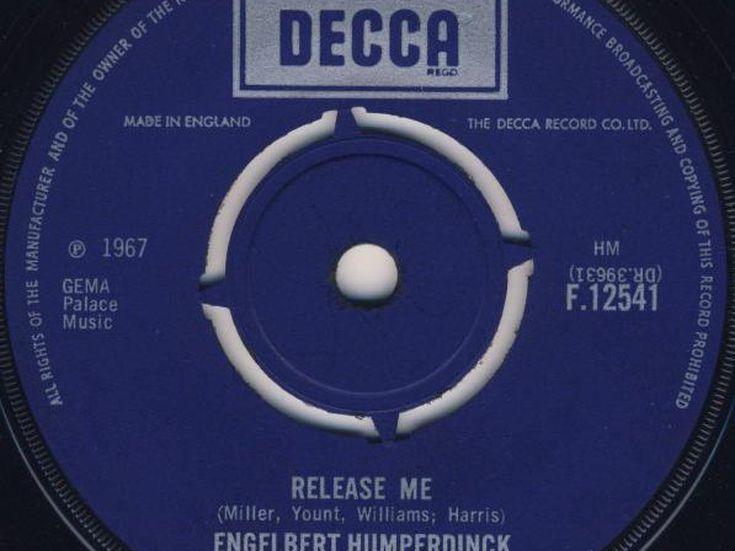 DECCA
REGD.
ALL RIGHTS OF THE MANUFACTURER AND OF THE OWNER OF THE
PERFORMANCE BROADCASTING AND COPYING OF THIS RECORD PROHIBITED
MADE IN ENGLAND
THE DECCA RECORD CO. LTD.
℗ 1967
GEMA
Palace
Music
HM
(DR.39631)
F.12541
RELEASE ME
(Miller, Yount, Williams; Harris)
ENGELBERT HUMPERDINCK